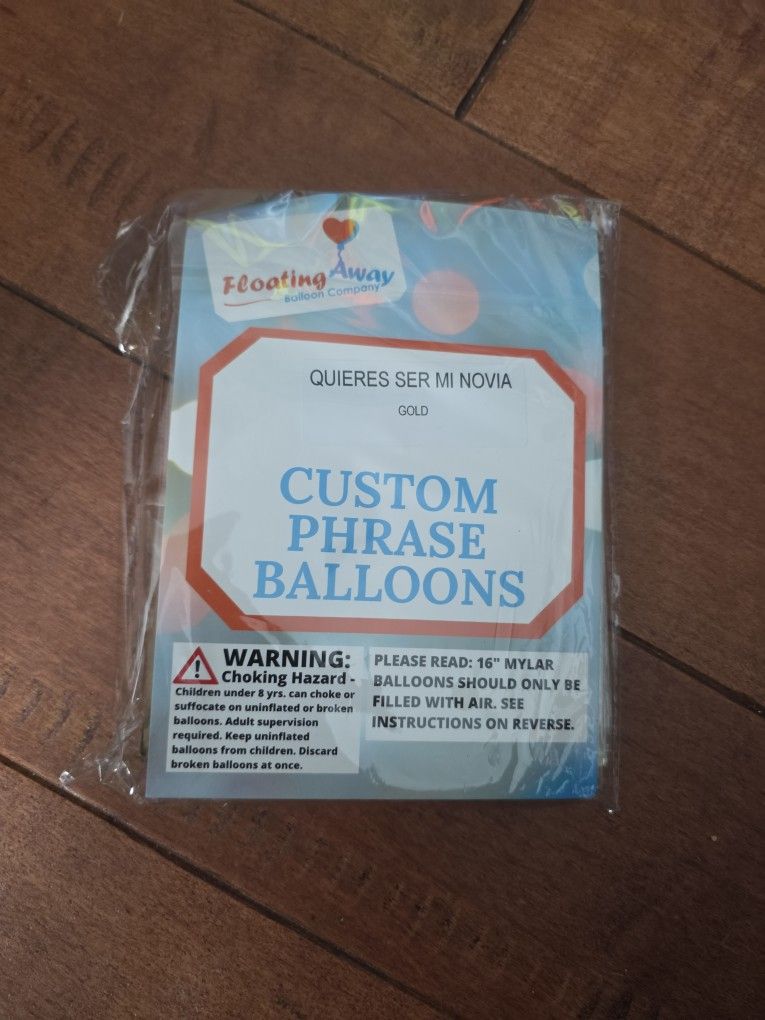 Floating Away
Balloon Company
QUIERES SER MI NOVIA
GOLD
CUSTOM
PHRASE
BALLOONS
WARNING:
Choking Hazard -
Children under 8 yrs. can choke or
suffocate on uninflated or broken
balloons. Adult supervision
required. Keep uninflated
balloons from children. Discard
broken balloons at once.
PLEASE READ: 16" MYLAR
BALLOONS SHOULD ONLY BE
FILLED WITH AIR. SEE
INSTRUCTIONS ON REVERSE.